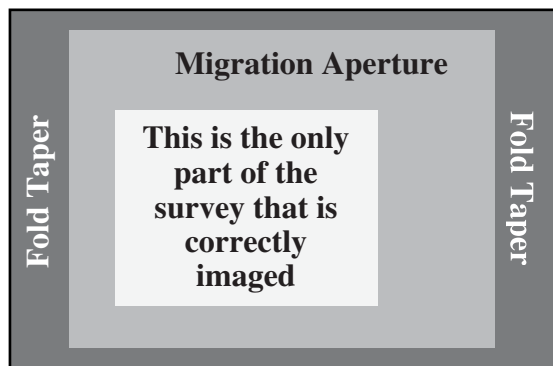 Migration Aperture
Fold Taper
This is the only
part of the
survey that is
correctly
imaged
Fold Taper